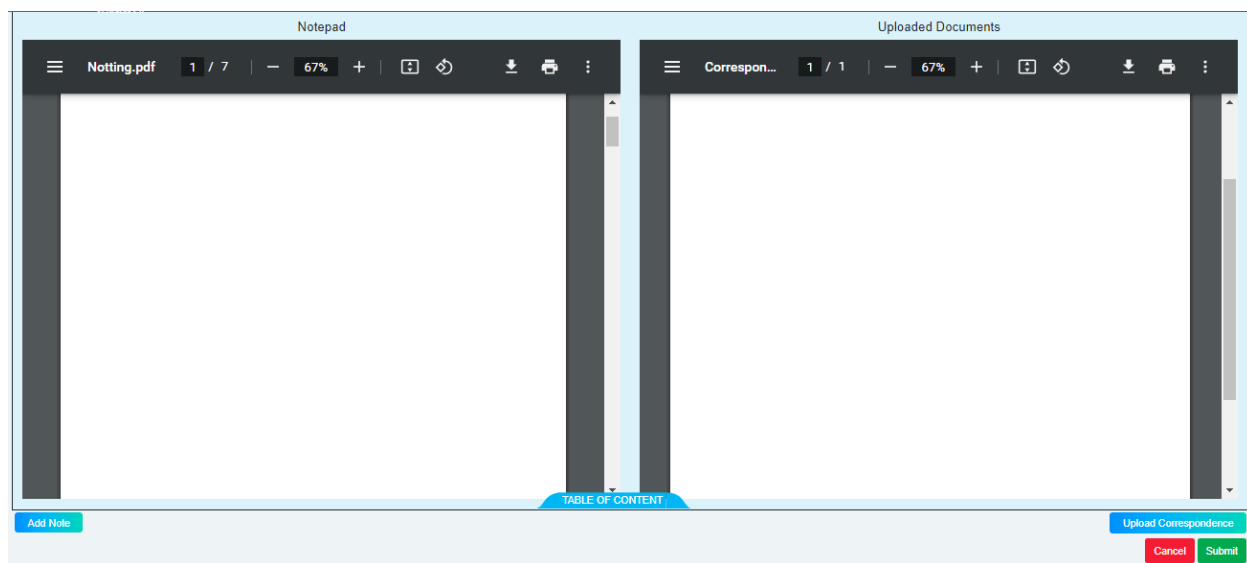 Notepad
Uploaded Documents
Notting.pdf 1 / 7 67%
Correspon... 1 / 1 67%
TABLE OF CONTENT
Add Note
Upload Correspondence
Cancel Submit